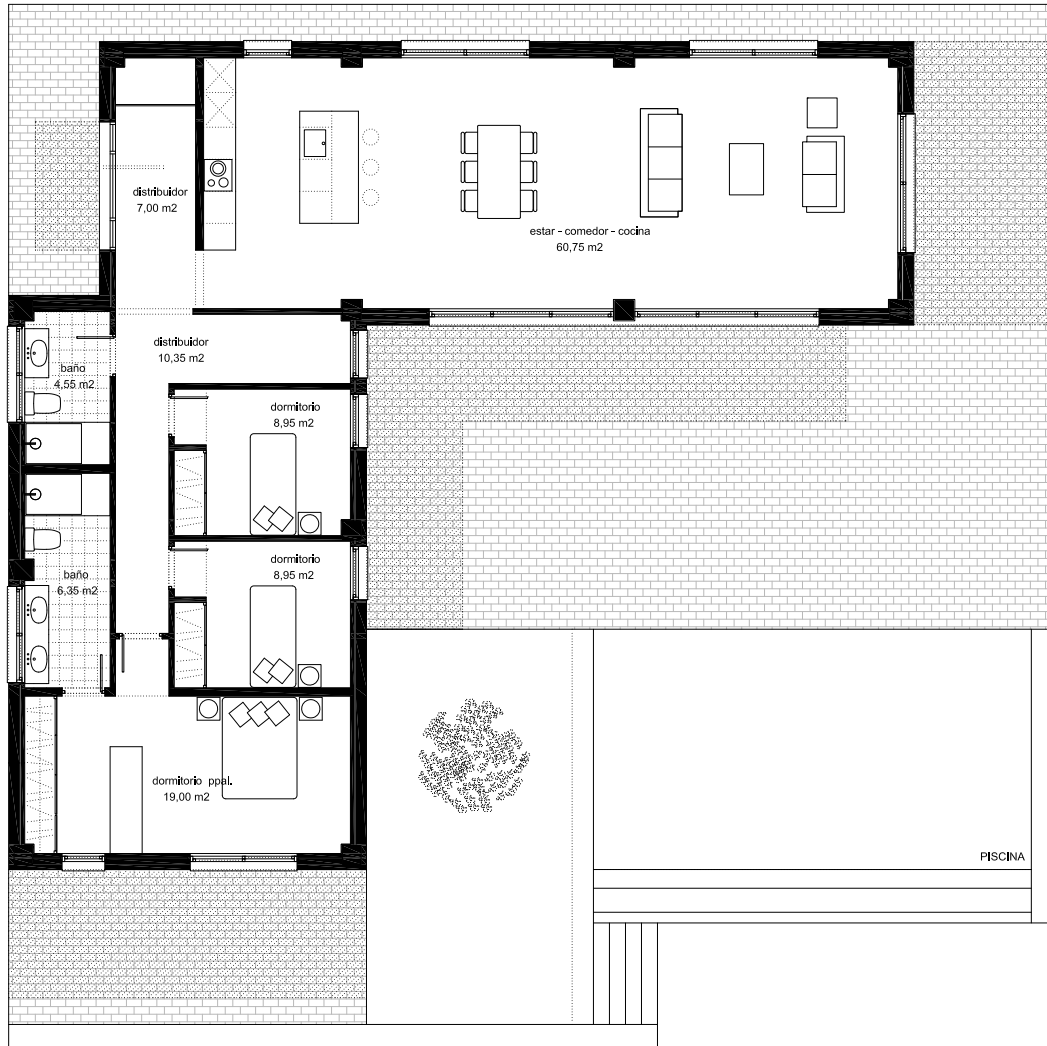 distribuidor
7,00 m2
estar - comedor - cocina
60,75 m2
distribuidor
10,35 m2
baño
4,55 m2
dormitorio
8,95 m2
dormitorio
8,95 m2
baño
6,35 m2
dormitorio ppal.
19,00 m2
PISCINA